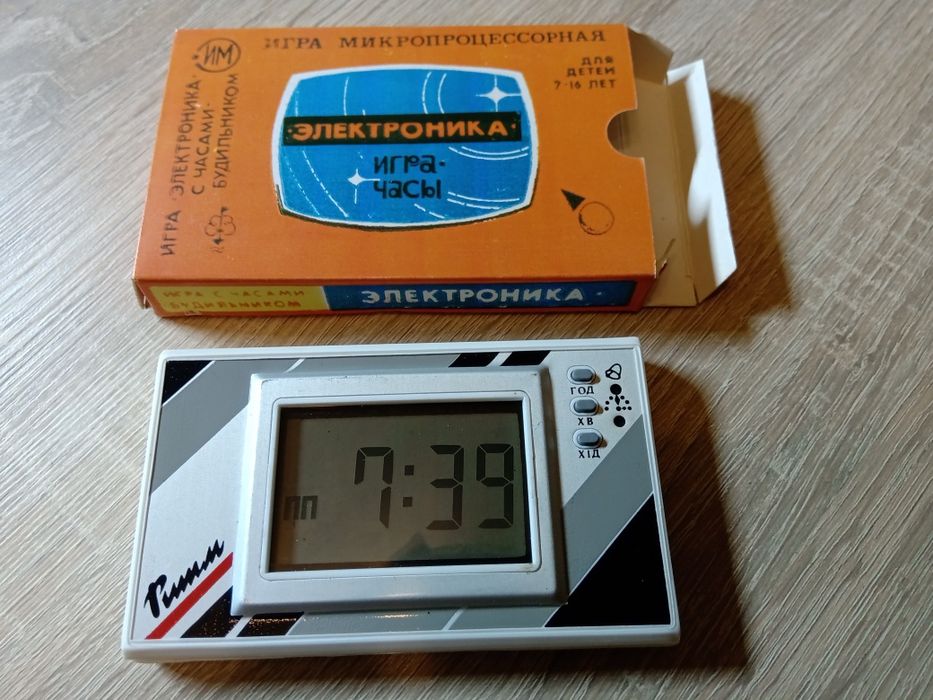 ИГРА МИКРОПРОЦЕССОРНАЯ
ИМ
ИГРА "ЭЛЕКТРОНИКА"
С ЧАСАМИ-
БУДИЛЬНИКОМ
ДЛЯ
ДЕТЕЙ
7-16 ЛЕТ
·ЭЛЕКТРОНИКА·
игра-
часы
ИГРА С ЧАСАМИ
БУДИЛЬНИКОМ
ЭЛЕКТРОНИКА ·
ГОД
ХВ
ХІД
ПП 7:39
Ритм